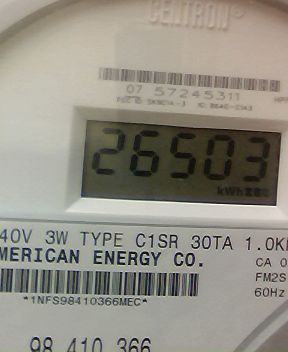 CENTRON®
07 57245311
26503
kWh
40V 3W TYPE C1SR 30TA 1.0K
MERICAN ENERGY CO.
CA 0
FM2S
*1NFS98410366MEC*
60Hz
98 410 366